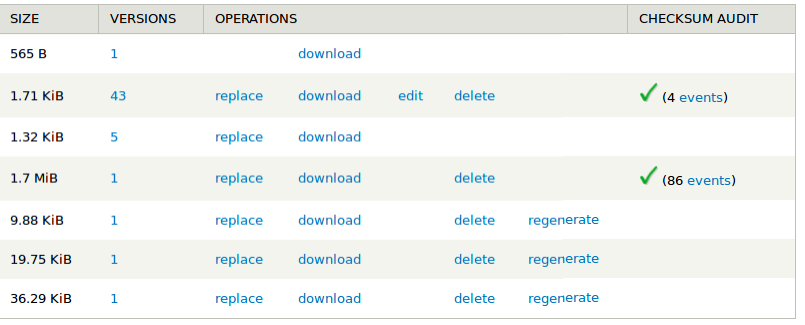 SIZE VERSIONS OPERATIONS CHECKSUM AUDIT
565 B 1 download
1.71 KiB 43 replace download edit delete (4 events)
1.32 KiB 5 replace download
1.7 MiB 1 replace download delete (86 events)
9.88 KiB 1 replace download delete regenerate
19.75 KiB 1 replace download delete regenerate
36.29 KiB 1 replace download delete regenerate